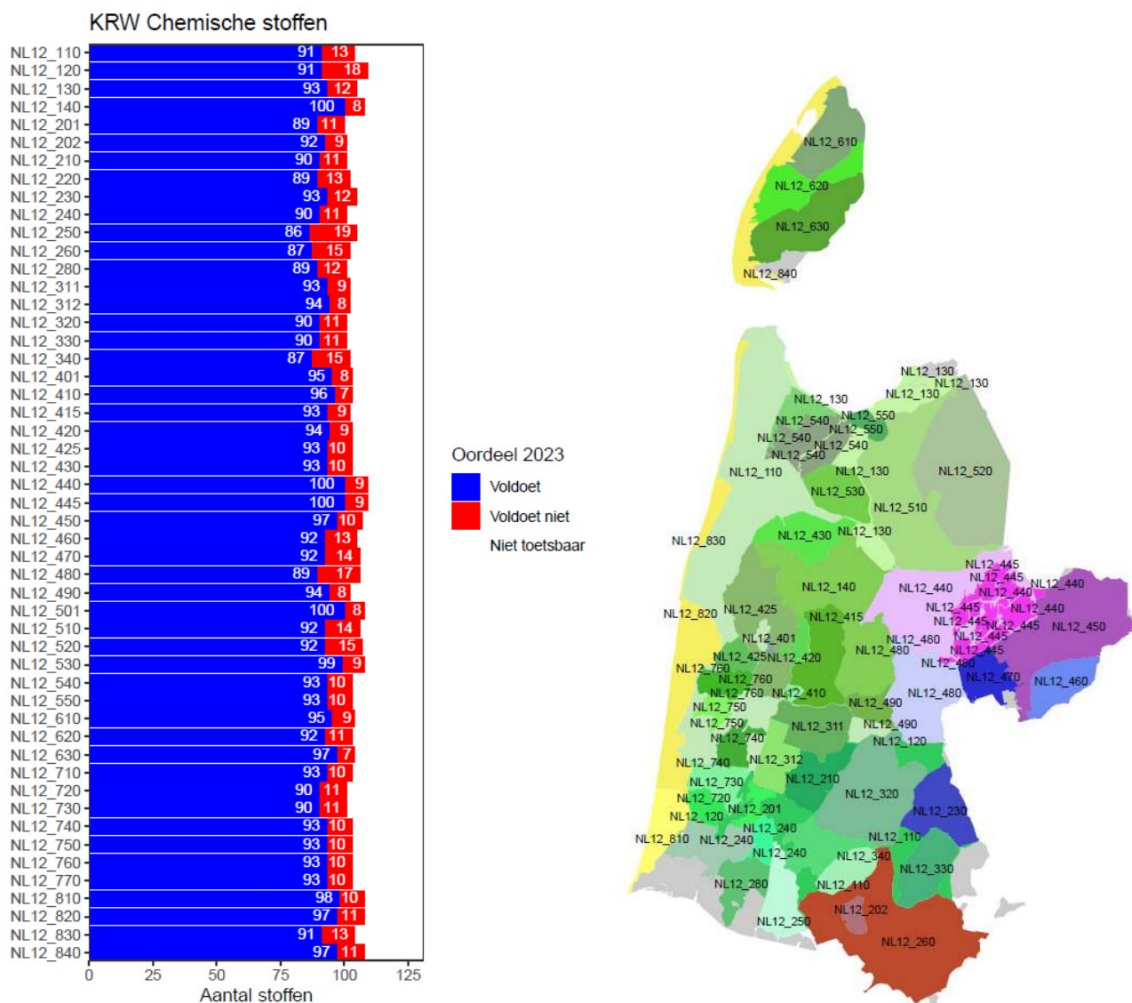 KRW Chemische stoffen
NL12_110 91 13
NL12_120 91 18
NL12_130 93 12
NL12_140 100 8
NL12_201 89 11
NL12_202 92 9
NL12_210 90 11
NL12_220 89 13
NL12_230 93 12
NL12_240 90 11
NL12_250 86 19
NL12_260 87 15
NL12_280 89 12
NL12_311 93 9
NL12_312 94 8
NL12_320 90 11
NL12_330 90 11
NL12_340 87 15
NL12_401 95 8
NL12_410 96 7
NL12_415 93 9
NL12_420 94 9
NL12_425 93 10
NL12_430 93 10
NL12_440 100 9
NL12_445 100 9
NL12_450 97 10
NL12_460 92 13
NL12_470 92 14
NL12_480 89 17
NL12_490 94 8
NL12_501 100 8
NL12_510 92 14
NL12_520 92 15
NL12_530 99 9
NL12_540 93 10
NL12_550 93 10
NL12_610 95 9
NL12_620 92 11
NL12_630 97 7
NL12_710 93 10
NL12_720 90 11
NL12_730 90 11
NL12_740 93 10
NL12_750 93 10
NL12_760 93 10
NL12_770 93 10
NL12_810 98 10
NL12_820 97 11
NL12_830 91 13
NL12_840 97 11
0 25 50 75 100 125
Aantal stoffen
Oordeel 2023
Voldoet
Voldoet niet
Niet toetsbaar
NL12_610
NL12_620
NL12_630
NL12_840
NL12_130
NL12_130
NL12_130
NL12_130
NL12_550
NL12_540
NL12_550
NL12_540
NL12_540
NL12_540
NL12_110
NL12_130
NL12_520
NL12_530
NL12_510
NL12_130
NL12_430
NL12_830
NL12_445
NL12_445
NL12_440
NL12_140
NL12_440
NL12_440
NL12_425
NL12_445
NL12_440
NL12_820
NL12_415
NL12_445
NL12_445
NL12_450
NL12_401
NL12_480
NL12_445
NL12_480
NL12_445
NL12_425
NL12_420
NL12_480
NL12_760
NL12_760
NL12_470
NL12_460
NL12_760
NL12_410
NL12_480
NL12_750
NL12_490
NL12_750
NL12_311
NL12_490
NL12_740
NL12_120
NL12_740
NL12_312
NL12_730
NL12_210
NL12_320
NL12_720
NL12_201
NL12_230
NL12_120
NL12_240
NL12_810
NL12_240
NL12_110
NL12_240
NL12_340
NL12_330
NL12_280
NL12_110
NL12_202
NL12_250
NL12_260